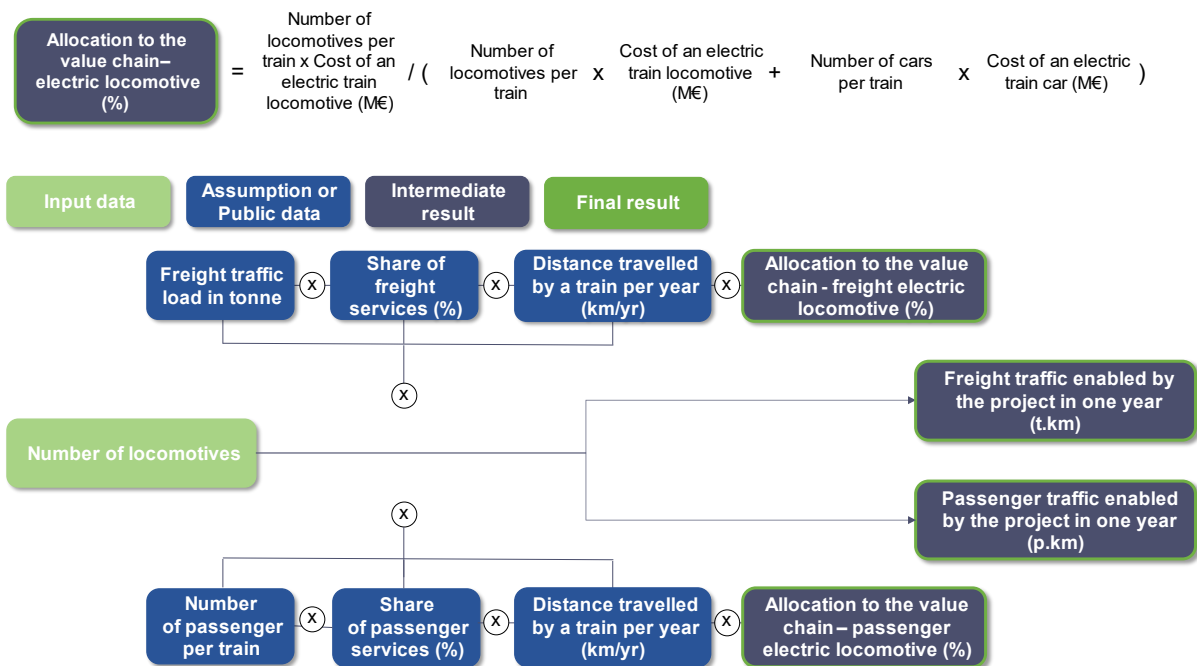 Allocation to the
value chain–
electric locomotive
(%)
=
Number of
locomotives per
train x Cost of an
electric train
locomotive (M€)
/ (
Number of
locomotives per
train
x
Cost of an electric
train locomotive
(M€)
+
Number of cars
per train
x
Cost of an electric
train car (M€)
)
Input data
Assumption or
Public data
Intermediate
result
Final result
Freight traffic
load in tonne
x
Share of
freight
services (%)
x
Distance travelled
by a train per year
(km/yr)
x
Allocation to the value
chain - freight electric
locomotive (%)
x
Freight traffic enabled by
the project in one year
(t.km)
Number of locomotives
Passenger traffic enabled
by the project in one year
(p.km)
x
Number
of passenger
per train
x
Share
of passenger
services (%)
x
Distance travelled
by a train per year
(km/yr)
x
Allocation to the value
chain – passenger
electric locomotive (%)